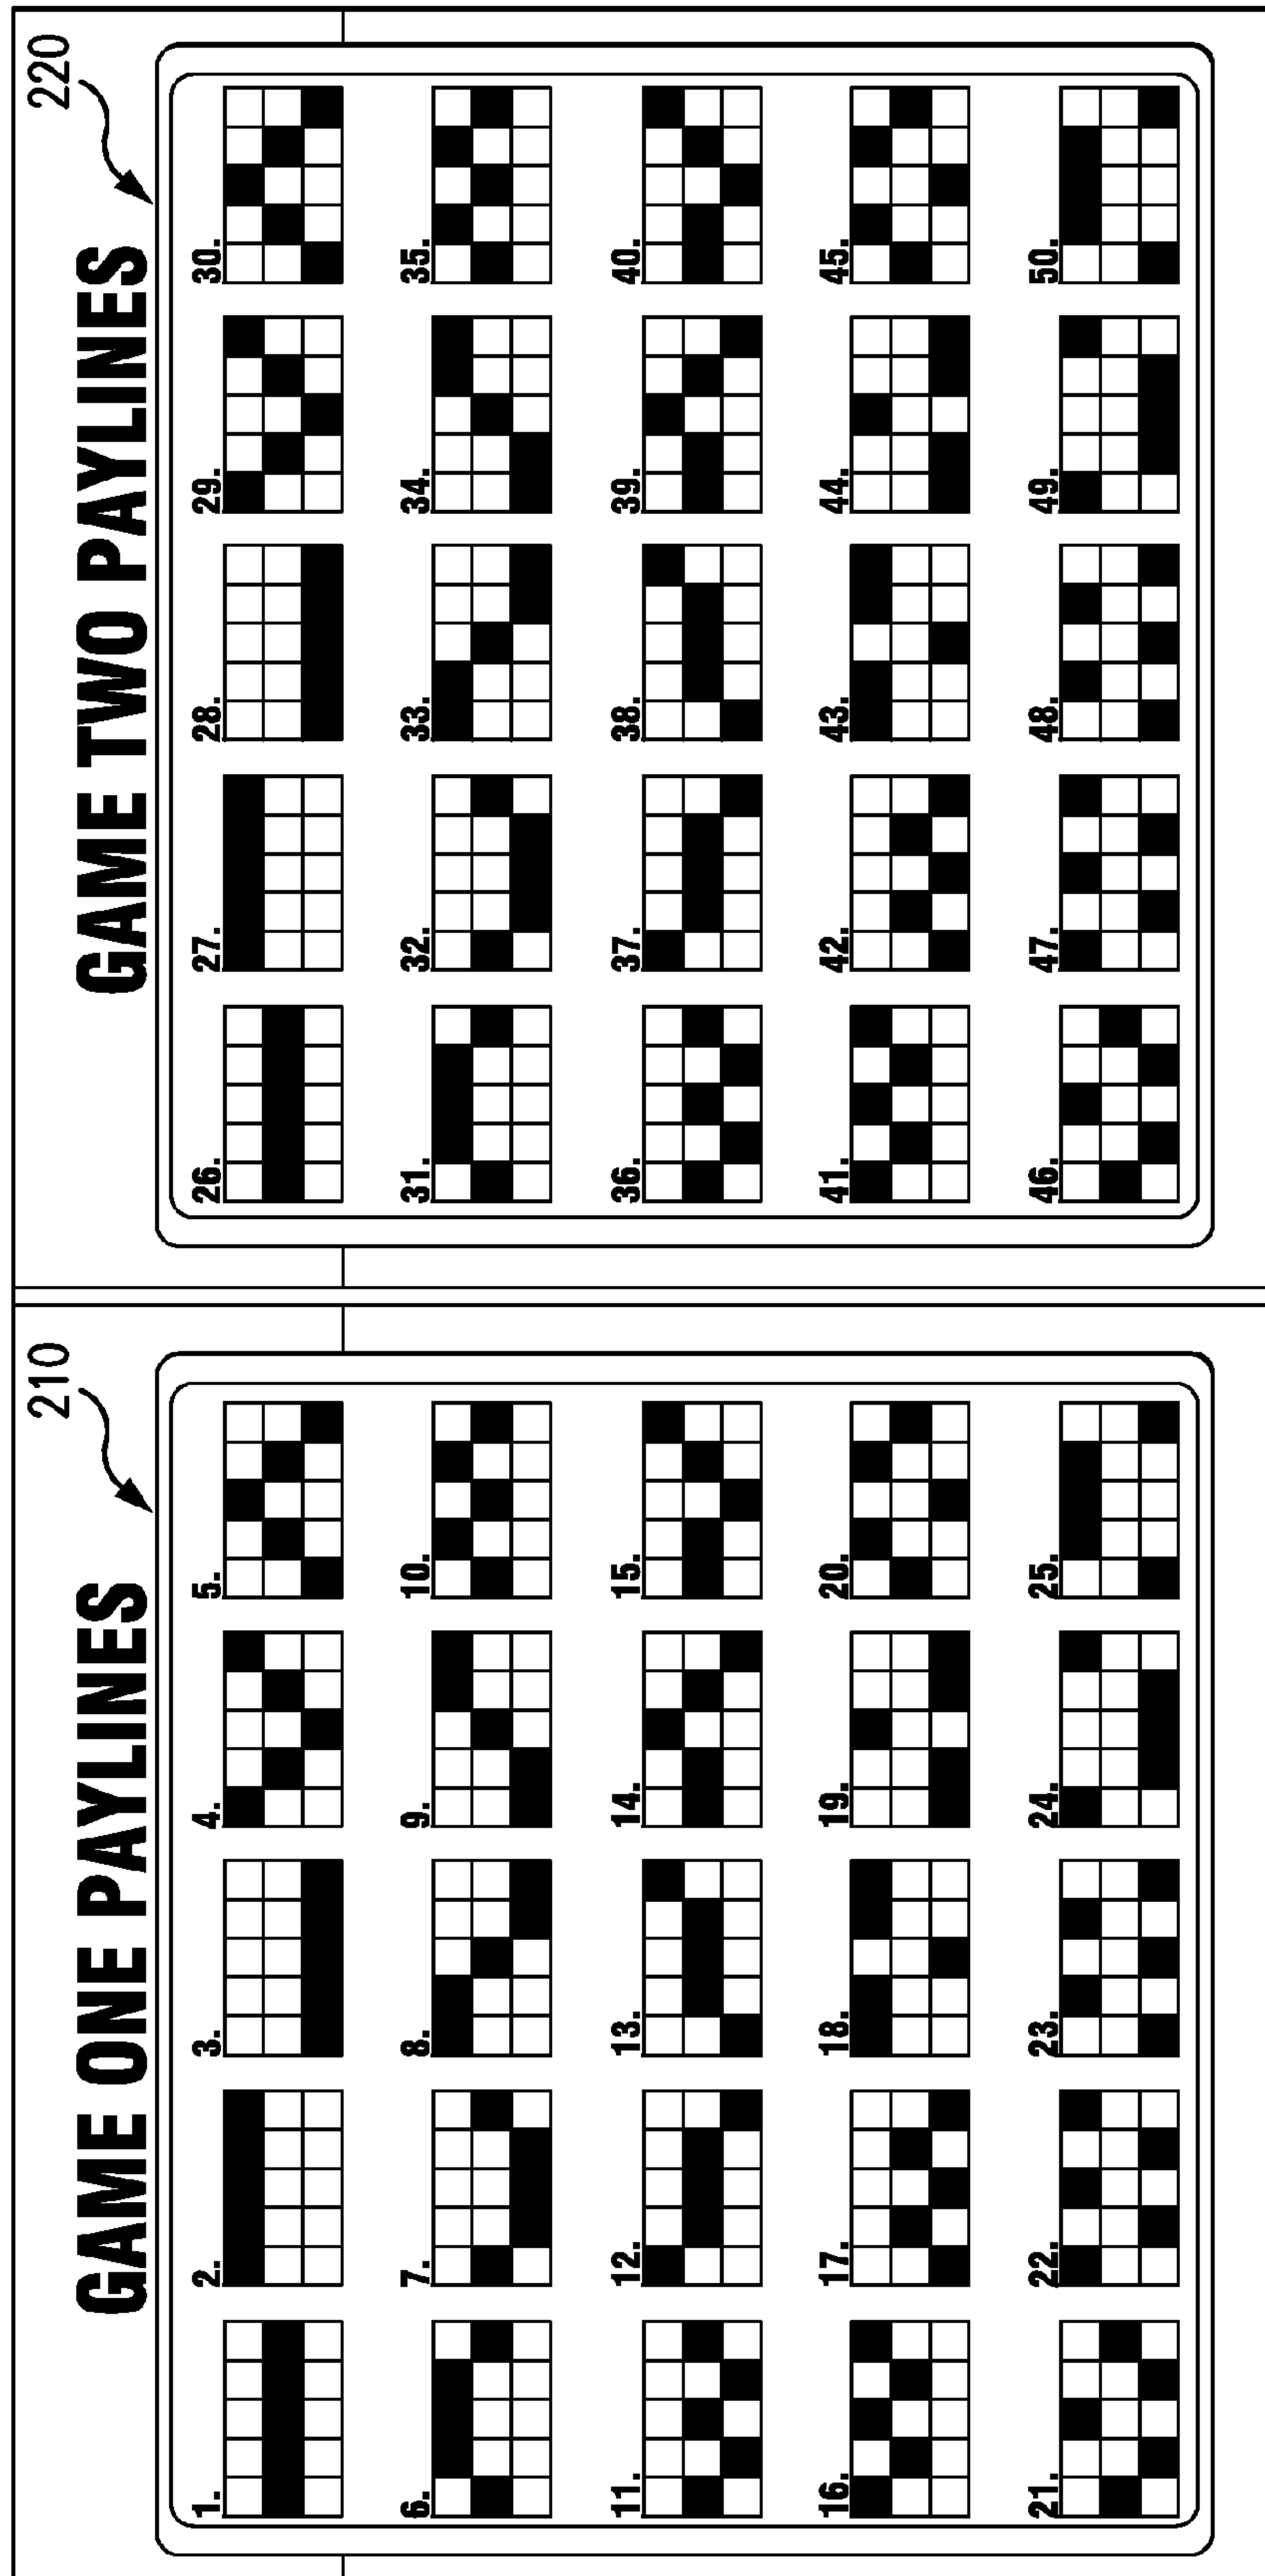 GAME ONE PAYLINES
210
1. 2. 3. 4. 5.
6. 7. 8. 9. 10.
11. 12. 13. 14. 15.
16. 17. 18. 19. 20.
21. 22. 23. 24. 25.
GAME TWO PAYLINES
220
26. 27. 28. 29. 30.
31. 32. 33. 34. 35.
36. 37. 38. 39. 40.
41. 42. 43. 44. 45.
46. 47. 48. 49. 50.